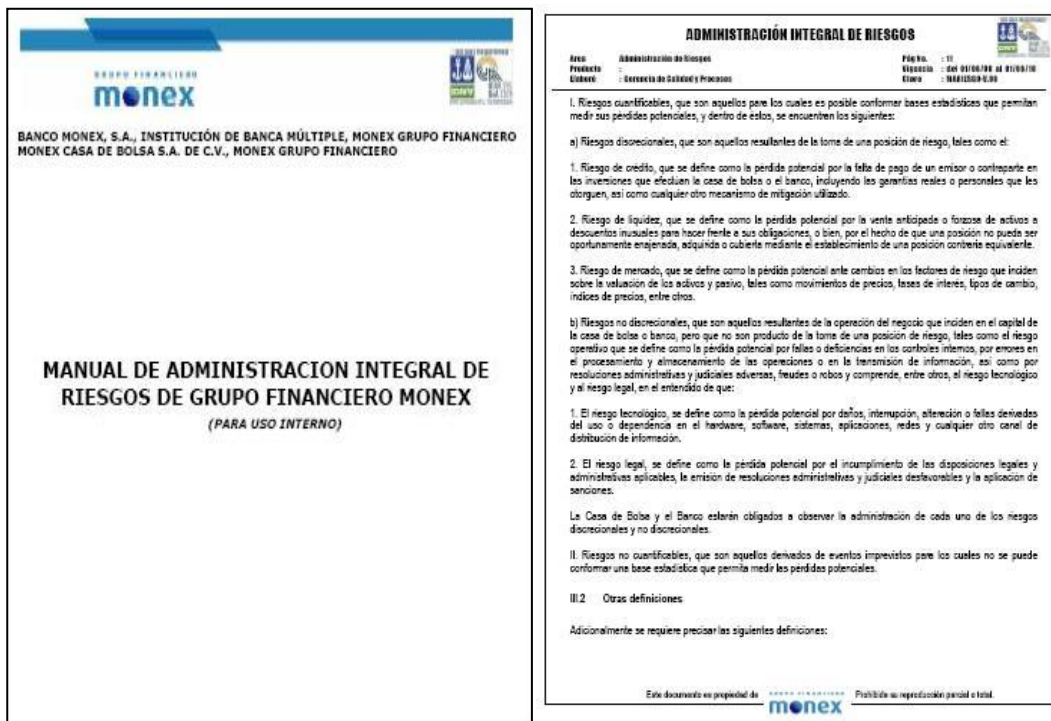 GRUPO FINANCIERO
monex
BANCO MONEX, S.A., INSTITUCIÓN DE BANCA MÚLTIPLE, MONEX GRUPO FINANCIERO
MONEX CASA DE BOLSA S.A. DE C.V., MONEX GRUPO FINANCIERO
MANUAL DE ADMINISTRACION INTEGRAL DE
RIESGOS DE GRUPO FINANCIERO MONEX
(PARA USO INTERNO)
ADMINISTRACIÓN INTEGRAL DE RIESGOS
Area : Administración de Riesgos
Producto :
Elaboró : Gerencia de Calidad y Procesos
Pág No. : 11
Vigencia
Clave
I. Riesgos cuantificables, que son aquellos para los cuales es posible conformar bases estadísticas que permitan
medir sus pérdidas potenciales, y dentro de éstos, se encuentran los siguientes:
a) Riesgos discrecionales, que son aquellos resultantes de la toma de una posición de riesgo, tales como el:
1. Riesgo de crédito, que se define como la pérdida potencial por la falta de pago de un emisor o contraparte en
las inversiones que efectúan la casa de bolsa o el banco, incluyendo las garantías reales o personales que les
otorguen, así como cualquier otro mecanismo de mitigación utilizado.
2. Riesgo de liquidez, que se define como la pérdida potencial por la venta anticipada o forzosa de activos a
descuentos inusuales para hacer frente a sus obligaciones, o bien, por el hecho de que una posición no pueda ser
oportunamente enajenada, adquirida o cubierta mediante el establecimiento de una posición contraria equivalente.
3. Riesgo de mercado, que se define como la pérdida potencial ante cambios en los factores de riesgo que inciden
sobre la valuación de los activos y pasivo, tales como movimientos de precios, tasas de interés, tipos de cambio,
índices de precios, entre otros.
b) Riesgos no discrecionales, que son aquellos resultantes de la operación del negocio que inciden en el capital de
la casa de bolsa o banco, pero que no son producto de la toma de una posición de riesgo, tales como el riesgo
operativo que se define como la pérdida potencial por fallas o deficiencias en los controles internos, por errores en
el procesamiento y almacenamiento de las operaciones o en la transmisión de información, así como por
resoluciones administrativas y judiciales adversas, fraudes o robos y comprende, entre otros, al riesgo tecnológico
y al riesgo legal, en el entendido de que:
1. El riesgo tecnológico, se define como la pérdida potencial por daños, interrupción, alteración o fallas derivadas
del uso o dependencia en el hardware, software, sistemas, aplicaciones, redes y cualquier otro canal de
distribución de información.
2. El riesgo legal, se define como la pérdida potencial por el incumplimiento de las disposiciones legales y
administrativas aplicables, la emisión de resoluciones administrativas y judiciales desfavorables y la aplicación de
sanciones.
La Casa de Bolsa y el Banco estarán obligados a observar la administración de cada uno de los riesgos
discrecionales y no discrecionales.
II. Riesgos no cuantificables, que son aquellos derivados de eventos imprevistos para los cuales no se puede
conformar una base estadística que permita medir las pérdidas potenciales.
III.2 Otras definiciones
Adicionalmente se requiere precisar las siguientes definiciones:
Este documento es propiedad de GRUPO FINANCIERO monex Prohibida su reproducción parcial o total.